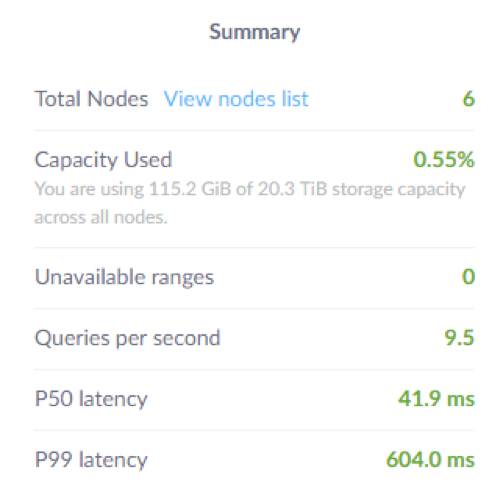 Summary
Total Nodes View nodes list 6
Capacity Used 0.55%
You are using 115.2 GiB of 20.3 TiB storage capacity
across all nodes.
Unavailable ranges 0
Queries per second 9.5
P50 latency 41.9 ms
P99 latency 604.0 ms